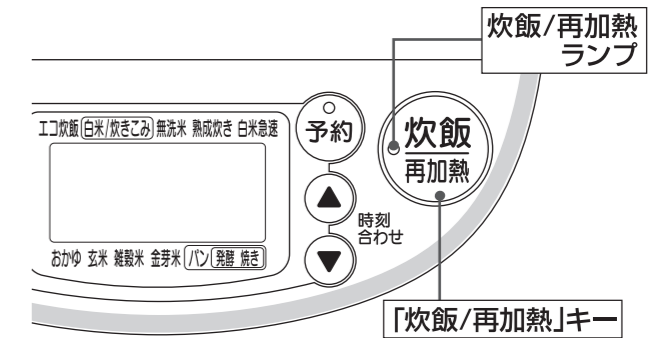 炊飯/再加熱
ランプ
エコ炊飯 白米/炊きこみ 無洗米 熟成炊き 白米急速
予約
炊飯
再加熱
時刻
合わせ
おかゆ 玄米 雑穀米 金芽米 パン 発酵 焼き
「炊飯/再加熱」キー